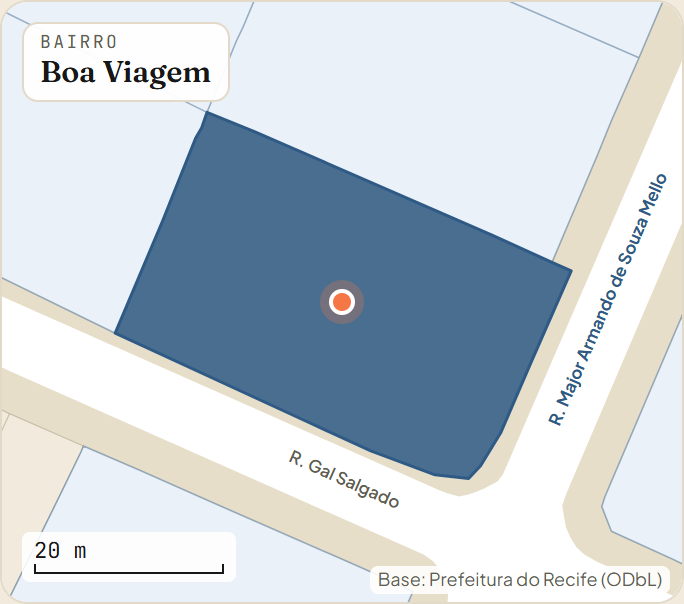 BAIRRO
Boa Viagem
R. Major Armando de Souza Mello
R. Gal Salgado
20 m
Base: Prefeitura do Recife (ODbL)